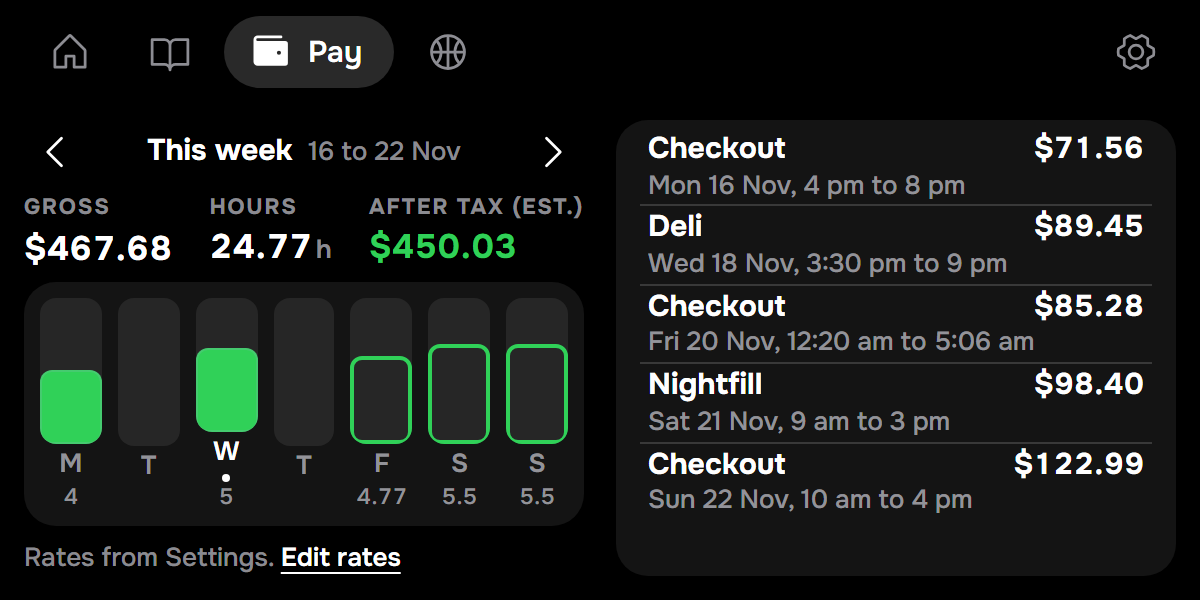 Pay
This week 16 to 22 Nov
GROSS HOURS AFTER TAX (EST.)
$467.68 24.77h $450.03
M T W T F S S
4 5 4.77 5.5 5.5
Rates from Settings. Edit rates
Checkout $71.56
Mon 16 Nov, 4 pm to 8 pm
Deli $89.45
Wed 18 Nov, 3:30 pm to 9 pm
Checkout $85.28
Fri 20 Nov, 12:20 am to 5:06 am
Nightfill $98.40
Sat 21 Nov, 9 am to 3 pm
Checkout $122.99
Sun 22 Nov, 10 am to 4 pm